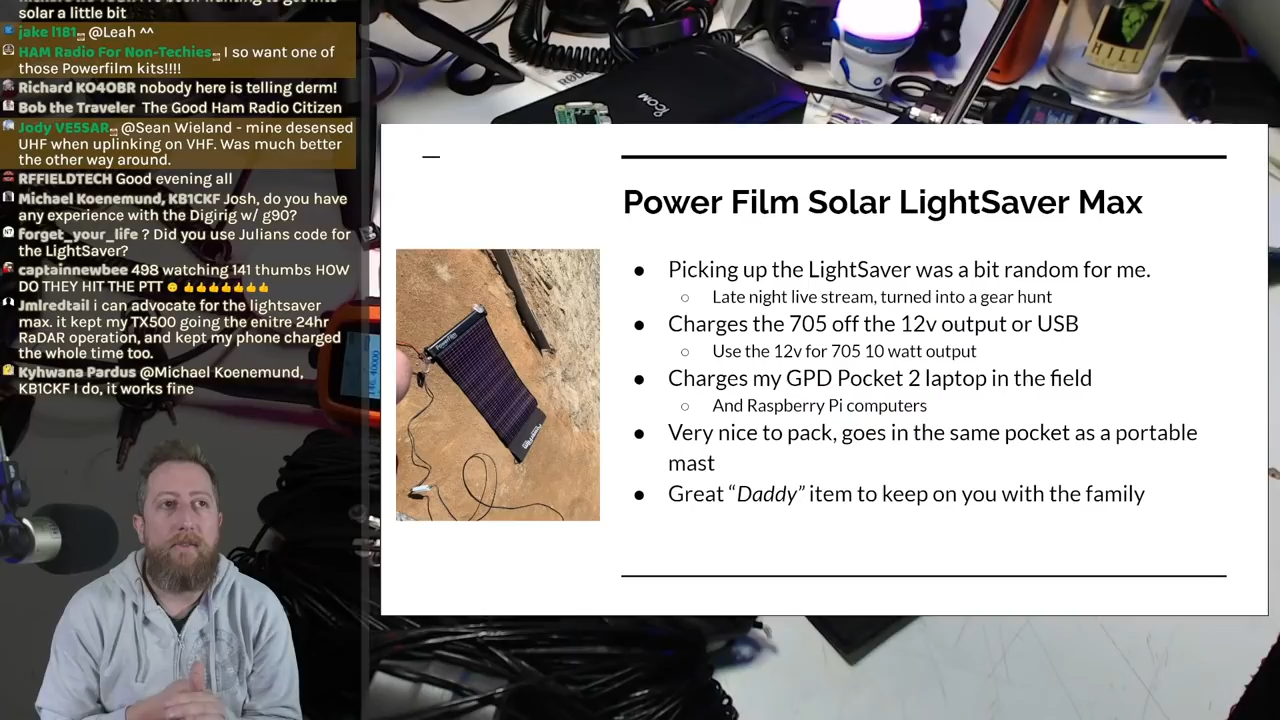 solar a little bit
jake l181 @Leah ^^
HAM Radio For Non-Techies I so want one of
those Powerfilm kits!!!!
Richard KO4OBR nobody here is telling derm!
Bob the Traveler The Good Ham Radio Citizen
Jody VE5SAR @Sean Wieland - mine desensed
UHF when uplinking on VHF. Was much better
the other way around.
RFFIELDTECH Good evening all
Michael Koenemund, KB1CKF Josh, do you have
any experience with the Digirig w/ g90?
forget_your_life ? Did you use Julians code for
the LightSaver?
captainnewbee 498 watching 141 thumbs HOW
DO THEY HIT THE PTT 🙃 👍👍👍👍👍👍👍
Jmlredtail i can advocate for the lightsaver
max. it kept my TX500 going the enitre 24hr
RaDAR operation, and kept my phone charged
the whole time too.
Kyhwana Pardus @Michael Koenemund,
KB1CKF I do, it works fine
ICOM
HILL
Power Film Solar LightSaver Max
● Picking up the LightSaver was a bit random for me.
○ Late night live stream, turned into a gear hunt
● Charges the 705 off the 12v output or USB
○ Use the 12v for 705 10 watt output
● Charges my GPD Pocket 2 laptop in the field
○ And Raspberry Pi computers
● Very nice to pack, goes in the same pocket as a portable
mast
● Great “Daddy” item to keep on you with the family